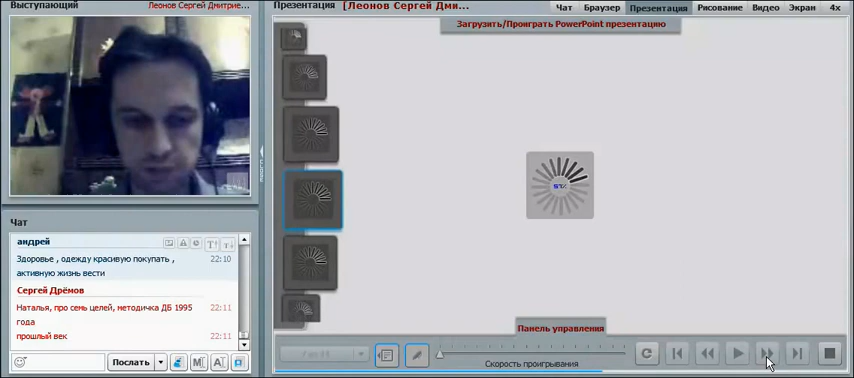 Выступающий
Леонов Сергей Дмитрие...
Презентация
[Леонов Сергей Дми...
Чат
Браузер
Презентация
Рисование
Видео
Экран
4x
Загрузить/Проиграть PowerPoint презентацию
Чат
андрей
Здоровье , одежду красивую покупать ,
22:10
активную жизнь вести
Сергей Дрёмов
Наталья, про семь целей, методичка ДБ 1995
22:11
года
прошлый век
22:11
Послать
Панель управления
Скорость проигрывания